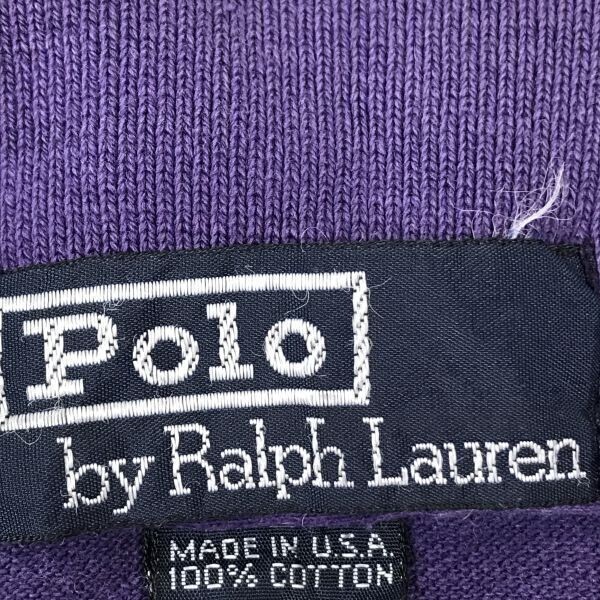 Polo
by Ralph Lauren
MADE IN U.S.A.
100% COTTON